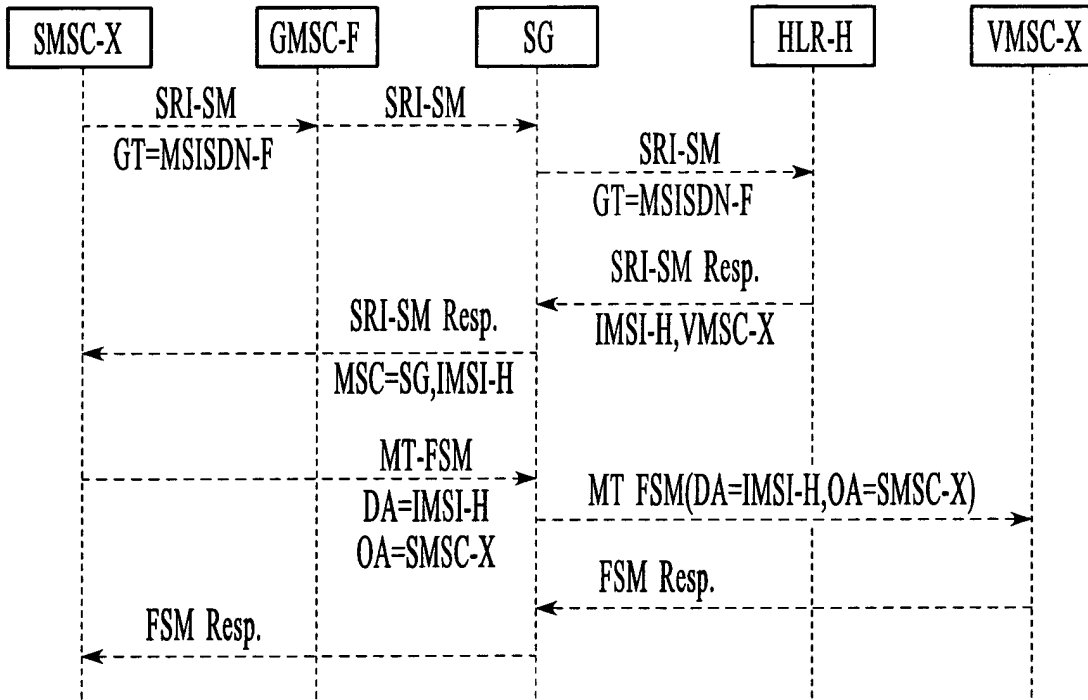 SMSC-X
GMSC-F
SG
HLR-H
VMSC-X
SRI-SM
SRI-SM
GT=MSISDN-F
SRI-SM
GT=MSISDN-F
SRI-SM Resp.
IMSI-H,VMSC-X
SRI-SM Resp.
MSC=SG,IMSI-H
MT-FSM
DA=IMSI-H
OA=SMSC-X
MT FSM(DA=IMSI-H,OA=SMSC-X)
FSM Resp.
FSM Resp.